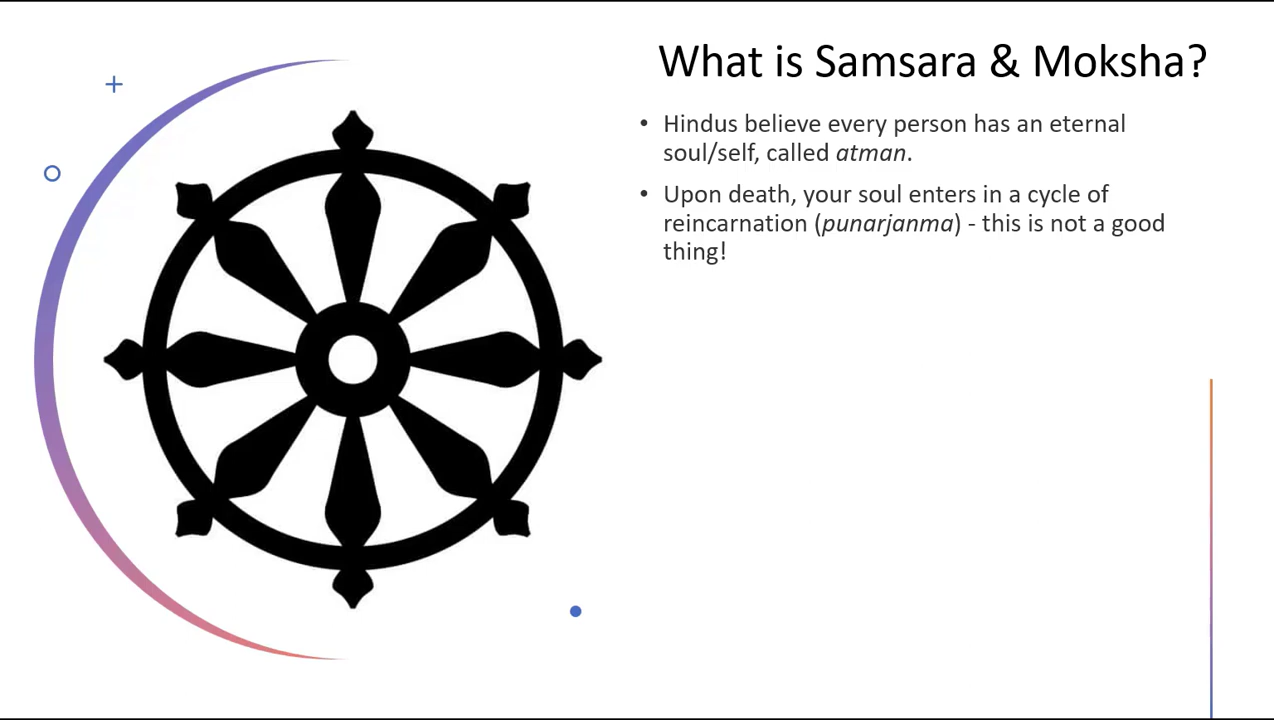 What is Samsara & Moksha?
• Hindus believe every person has an eternal
soul/self, called atman.
• Upon death, your soul enters in a cycle of
reincarnation (punarjanma) - this is not a good
thing!